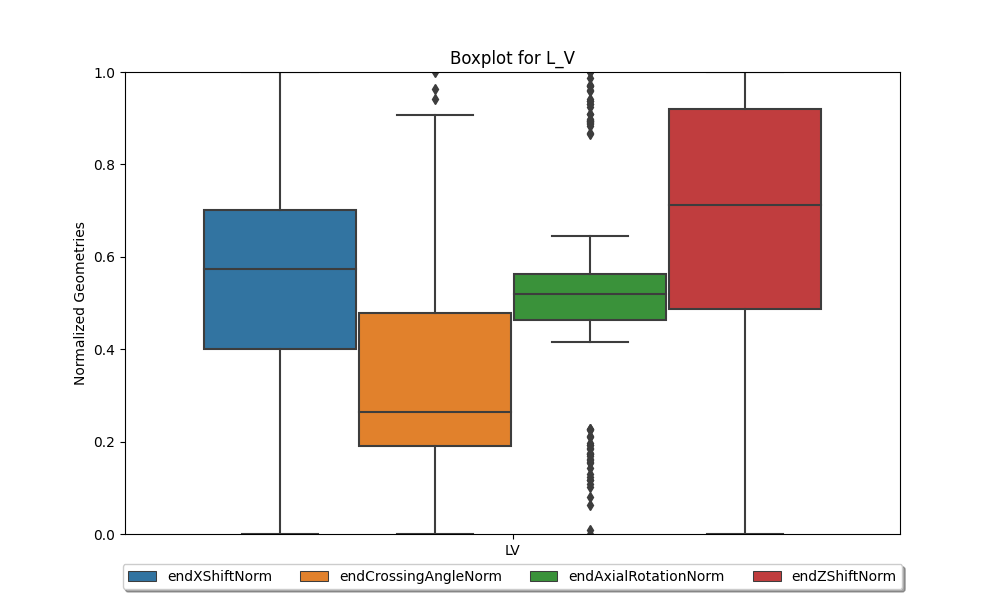 Boxplot for L_V
Normalized Geometries
1.0
0.8
0.6
0.4
0.2
0.0
LV
endXShiftNorm endCrossingAngleNorm endAxialRotationNorm endZShiftNorm